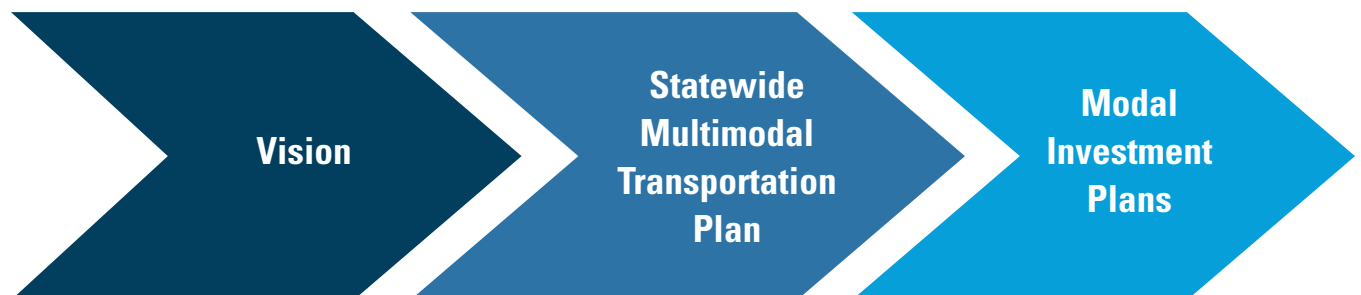 Vision
Statewide
Multimodal
Transportation
Plan
Modal
Investment
Plans